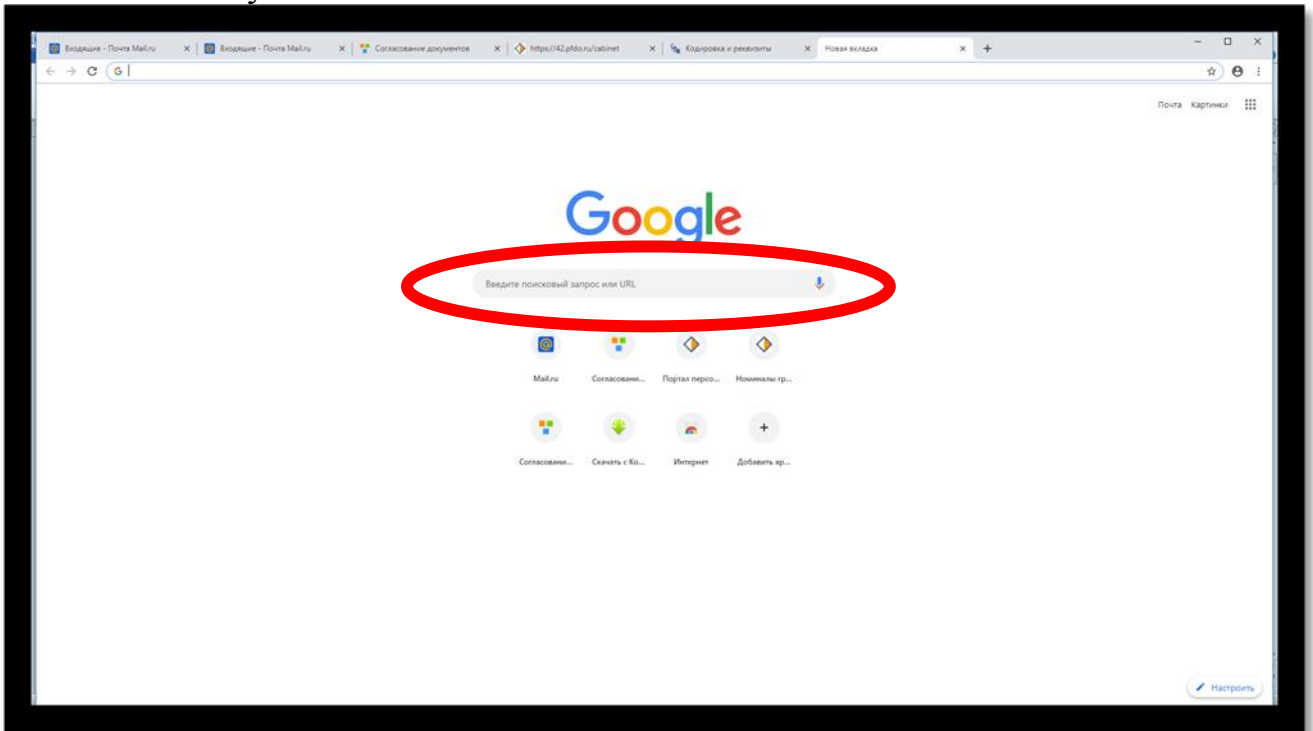 Входящие - Почта Mail.ru
Входящие - Почта Mail.ru
Согласование документов
https://42.pfdo.ru/cabinet
Кодировка и реквизиты
Новая вкладка
Почта Картинки
Google
Введите поисковый запрос или URL
Mail.ru
Согласовани...
Портал персо...
Номиналы гр...
Согласовани...
Скачать с Ко...
Интернет
Добавить яр...
Настроить